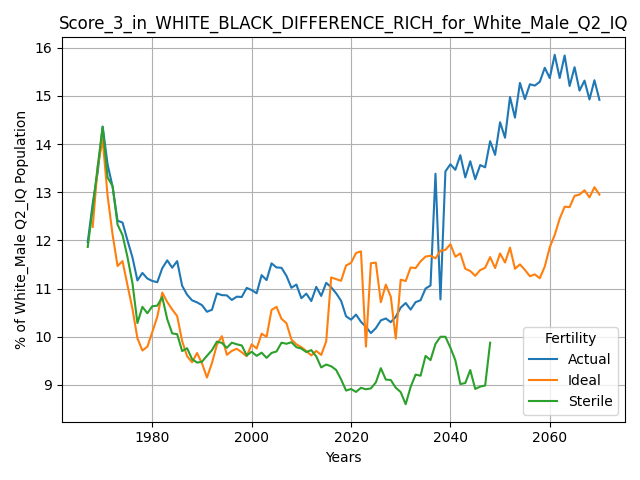 Score_3_in_WHITE_BLACK_DIFFERENCE_RICH_for_White_Male_Q2_IQ
% of White_Male Q2_IQ Population
16
15
14
13
12
11
10
9
1980
2000
2020
2040
2060
Years
Fertility
Actual
Ideal
Sterile